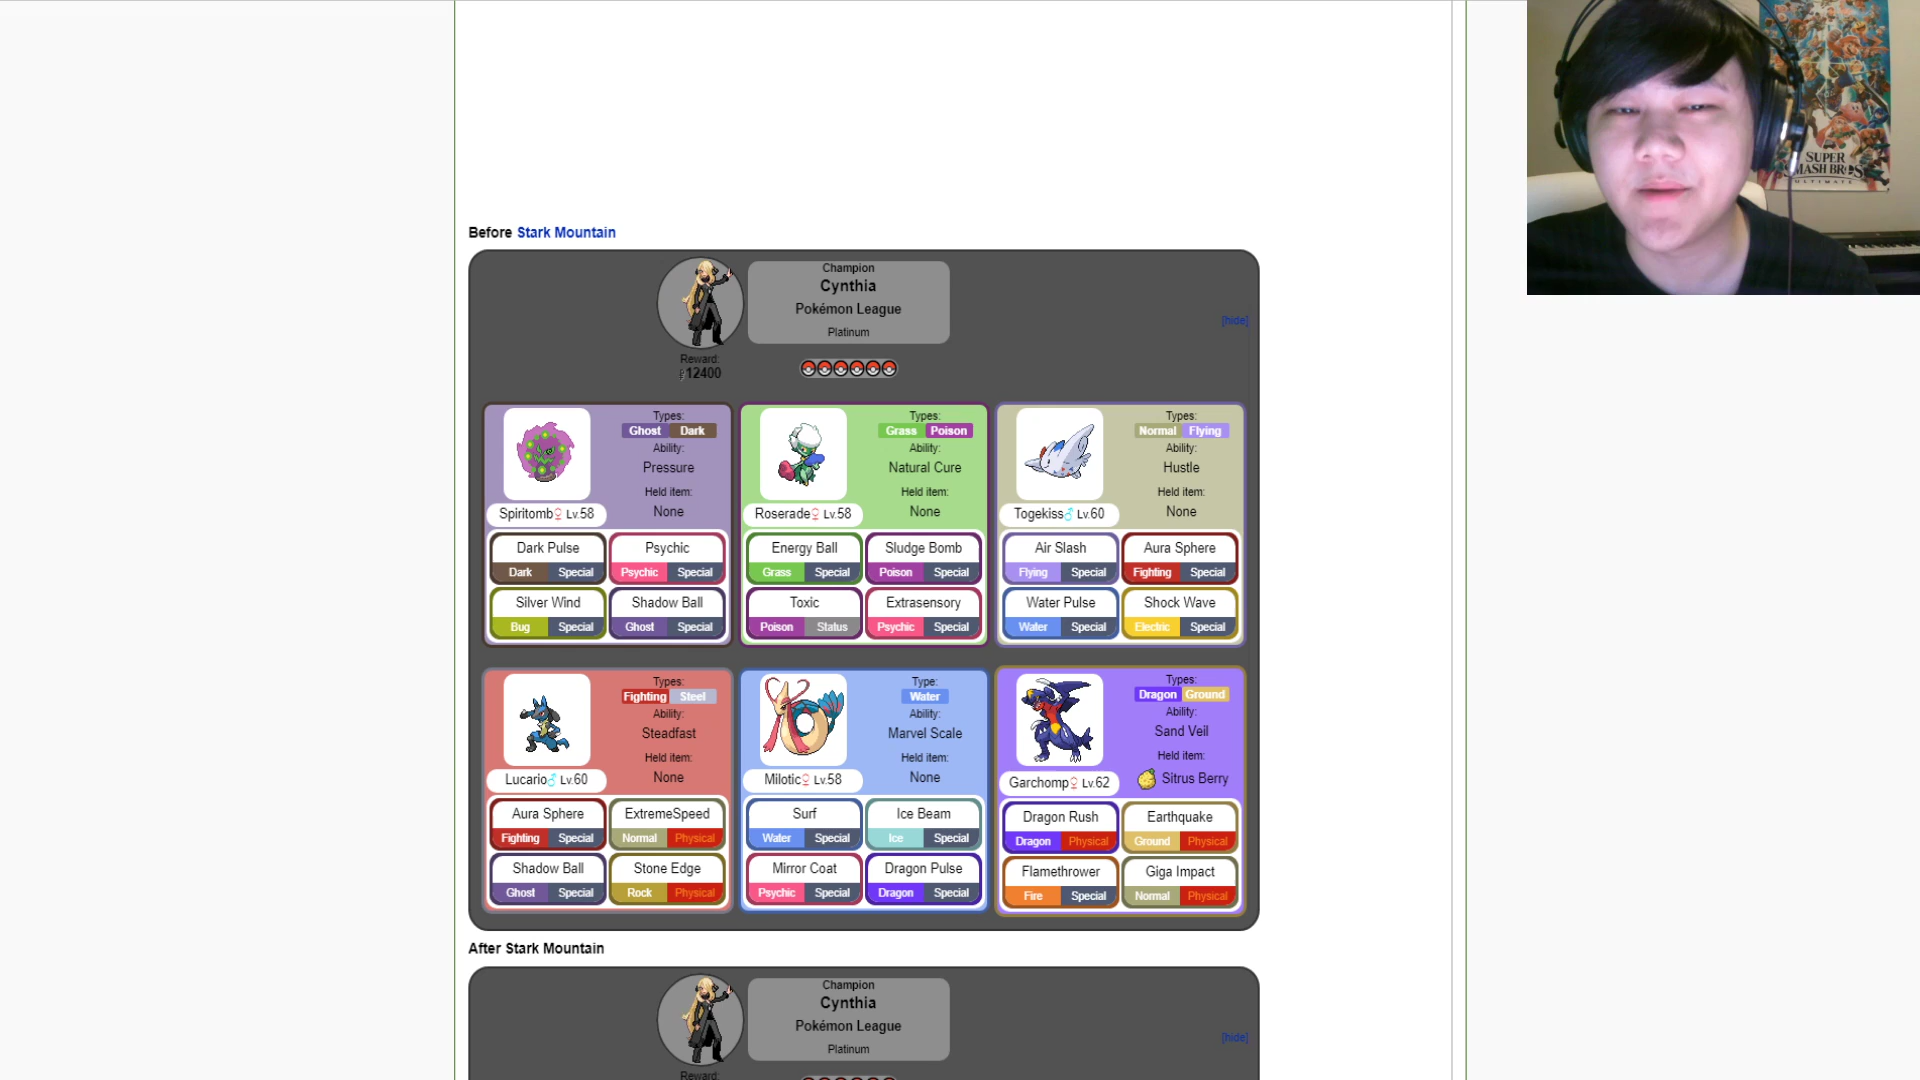 Before Stark Mountain
Champion
Cynthia
Pokémon League
Platinum
[hide]
Reward:
12400
Types:
Ghost Dark
Ability:
Pressure
Held item:
None
Spiritomb♀ Lv.58
Dark Pulse
Dark Special
Psychic
Psychic Special
Silver Wind
Bug Special
Shadow Ball
Ghost Special
Types:
Grass Poison
Ability:
Natural Cure
Held item:
None
Roserade♀ Lv.58
Energy Ball
Grass Special
Sludge Bomb
Poison Special
Toxic
Poison Status
Extrasensory
Psychic Special
Types:
Normal Flying
Ability:
Hustle
Held item:
None
Togekiss♂ Lv.60
Air Slash
Flying Special
Aura Sphere
Fighting Special
Water Pulse
Water Special
Shock Wave
Electric Special
Types:
Fighting Steel
Ability:
Steadfast
Held item:
None
Lucario♂ Lv.60
Aura Sphere
Fighting Special
ExtremeSpeed
Normal Physical
Shadow Ball
Ghost Special
Stone Edge
Rock Physical
Type:
Water
Ability:
Marvel Scale
Held item:
None
Milotic♀ Lv.58
Surf
Water Special
Ice Beam
Ice Special
Mirror Coat
Psychic Special
Dragon Pulse
Dragon Special
Types:
Dragon Ground
Ability:
Sand Veil
Held item:
Sitrus Berry
Garchomp♀ Lv.62
Dragon Rush
Dragon Physical
Earthquake
Ground Physical
Flamethrower
Fire Special
Giga Impact
Normal Physical
After Stark Mountain
Champion
Cynthia
Pokémon League
Platinum
[hide]
Reward:
SUPER
SMASH BROS
ULTIMATE